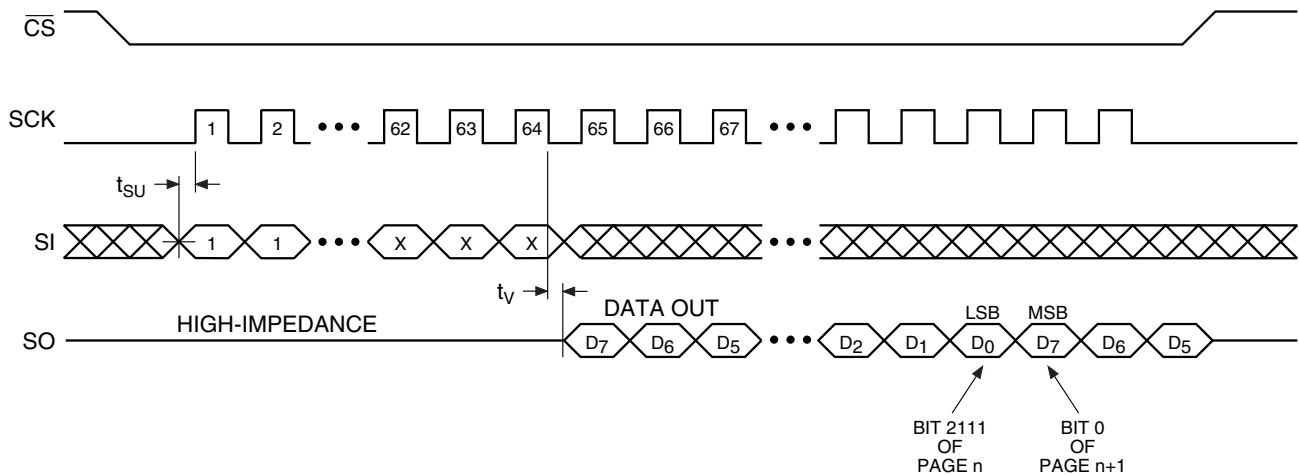 CS
SCK 1 2 ••• 62 63 64 65 66 67 •••
tSU
SI 1 1 ••• X X X •••
tV
HIGH-IMPEDANCE DATA OUT LSB MSB
SO D7 D6 D5 ••• D2 D1 D0 D7 D6 D5
BIT 2111
OF
PAGE n
BIT 0
OF
PAGE n+1